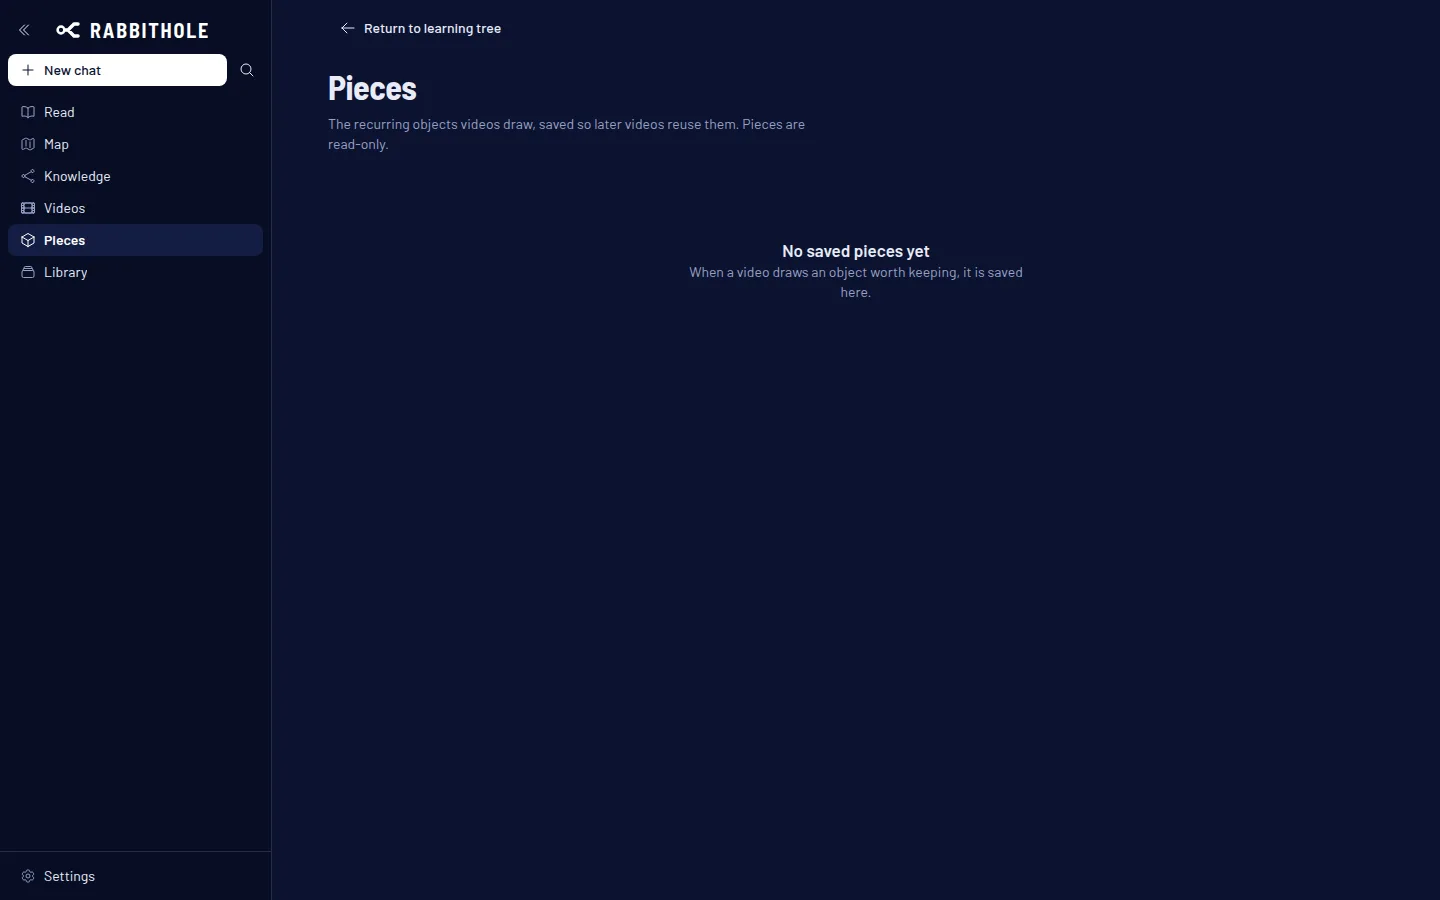 RABBITHOLE
New chat
Read
Map
Knowledge
Videos
Pieces
Library
Settings
Return to learning tree
Pieces
The recurring objects videos draw, saved so later videos reuse them. Pieces are
read-only.
No saved pieces yet
When a video draws an object worth keeping, it is saved
here.